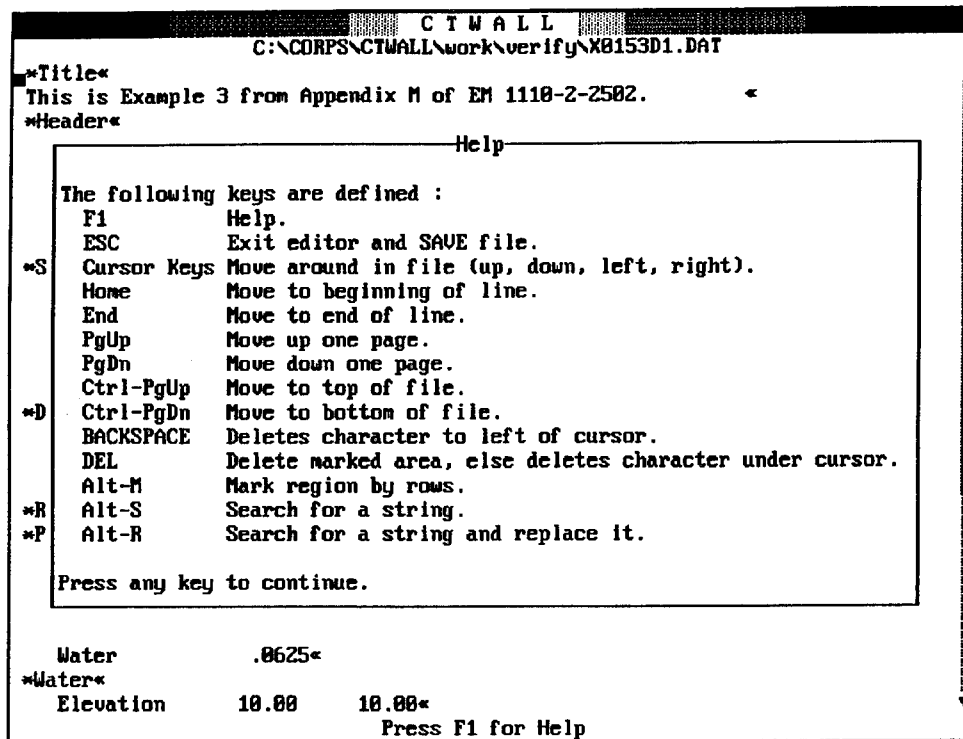 C T W A L L
C:\CORPS\CTWALL\work\verify\X0153D1.DAT
*Title«
This is Example 3 from Appendix M of EM 1110-2-2502. «
*Header«
Help
The following keys are defined :
F1 Help.
ESC Exit editor and SAVE file.
*S Cursor Keys Move around in file (up, down, left, right).
Home Move to beginning of line.
End Move to end of line.
PgUp Move up one page.
PgDn Move down one page.
Ctrl-PgUp Move to top of file.
*D Ctrl-PgDn Move to bottom of file.
BACKSPACE Deletes character to left of cursor.
DEL Delete marked area, else deletes character under cursor.
Alt-M Mark region by rows.
*R Alt-S Search for a string.
*P Alt-R Search for a string and replace it.
Press any key to continue.
Water .0625«
*Water«
Elevation 10.00 10.00«
Press F1 for Help